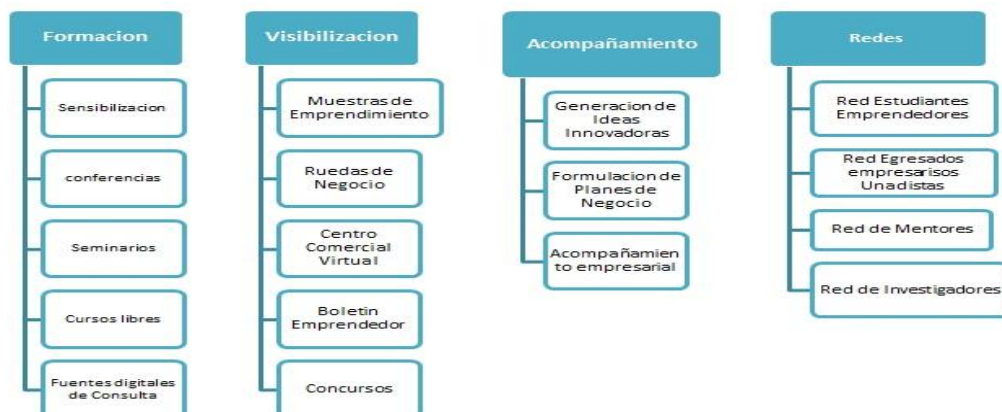 Formacion
Sensibilizacion
conferencias
Seminarios
Cursos libres
Fuentes digitales
de Consulta
Visibilizacion
Muestras de
Emprendimiento
Ruedas de
Negocio
Centro
Comercial
Virtual
Boletin
Emprendedor
Concursos
Acompañamiento
Generacion de
Ideas
Innovadoras
Formulacion de
Planes de
Negocio
Acompañamien
to empresarial
Redes
Red Estudiantes
Emprendedores
Red Egresados
empresarisos
Unadistas
Red de Mentores
Red de Investigadores